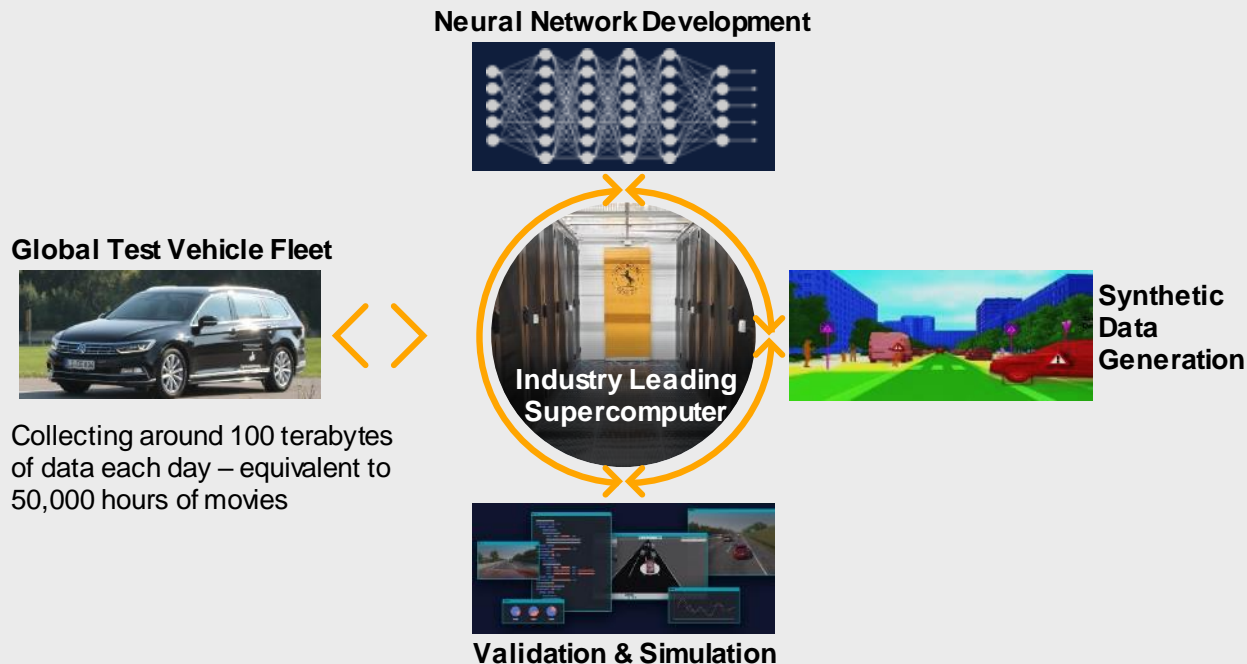 Neural Network Development
Global Test Vehicle Fleet
Collecting around 100 terabytes
of data each day – equivalent to
50,000 hours of movies
Industry Leading
Supercomputer
Synthetic
Data
Generation
Validation & Simulation